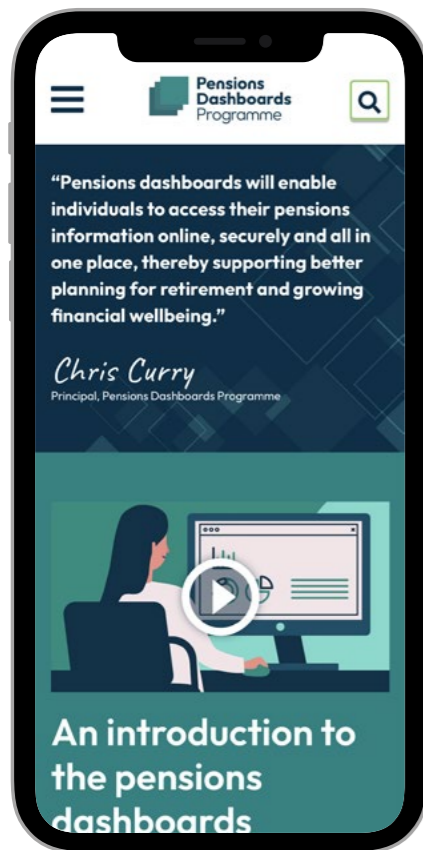 Pensions
Dashboards
Programme
“Pensions dashboards will enable
individuals to access their pensions
information online, securely and all in
one place, thereby supporting better
planning for retirement and growing
financial wellbeing.”
Chris Curry
Principal, Pensions Dashboards Programme
An introduction to
the pensions
dashboards